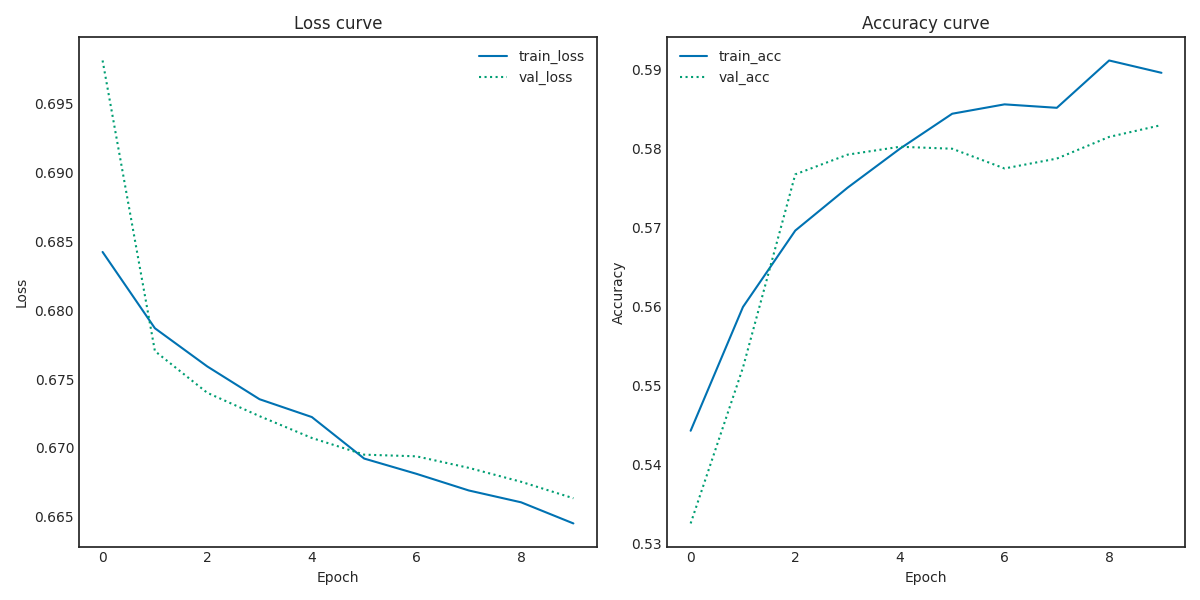 Loss curve
train_loss
val_loss
0.695
0.690
0.685
0.680
0.675
0.670
0.665
Loss
0 2 4 6 8
Epoch
Accuracy curve
train_acc
val_acc
0.59
0.58
0.57
0.56
0.55
0.54
0.53
Accuracy
0 2 4 6 8
Epoch